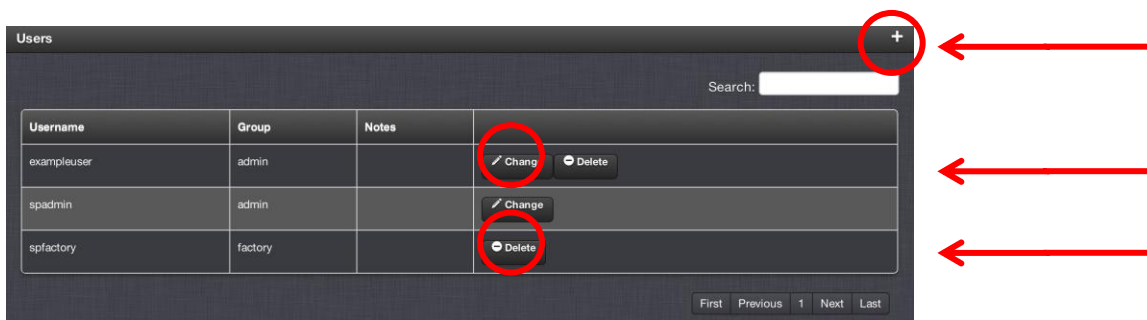 Users +
Search:
Username Group Notes
exampleuser admin Change Delete
spadmin admin Change
spfactory factory Delete
First Previous 1 Next Last